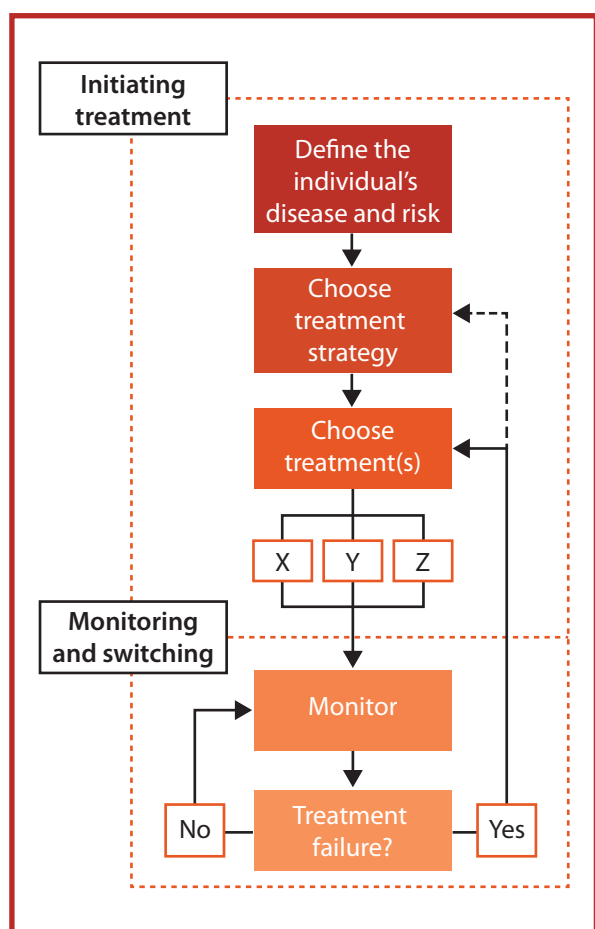 Initiating
treatment
Define the
individual’s
disease and risk
Choose
treatment
strategy
Choose
treatment(s)
X
Y
Z
Monitoring
and switching
Monitor
No
Treatment
failure?
Yes